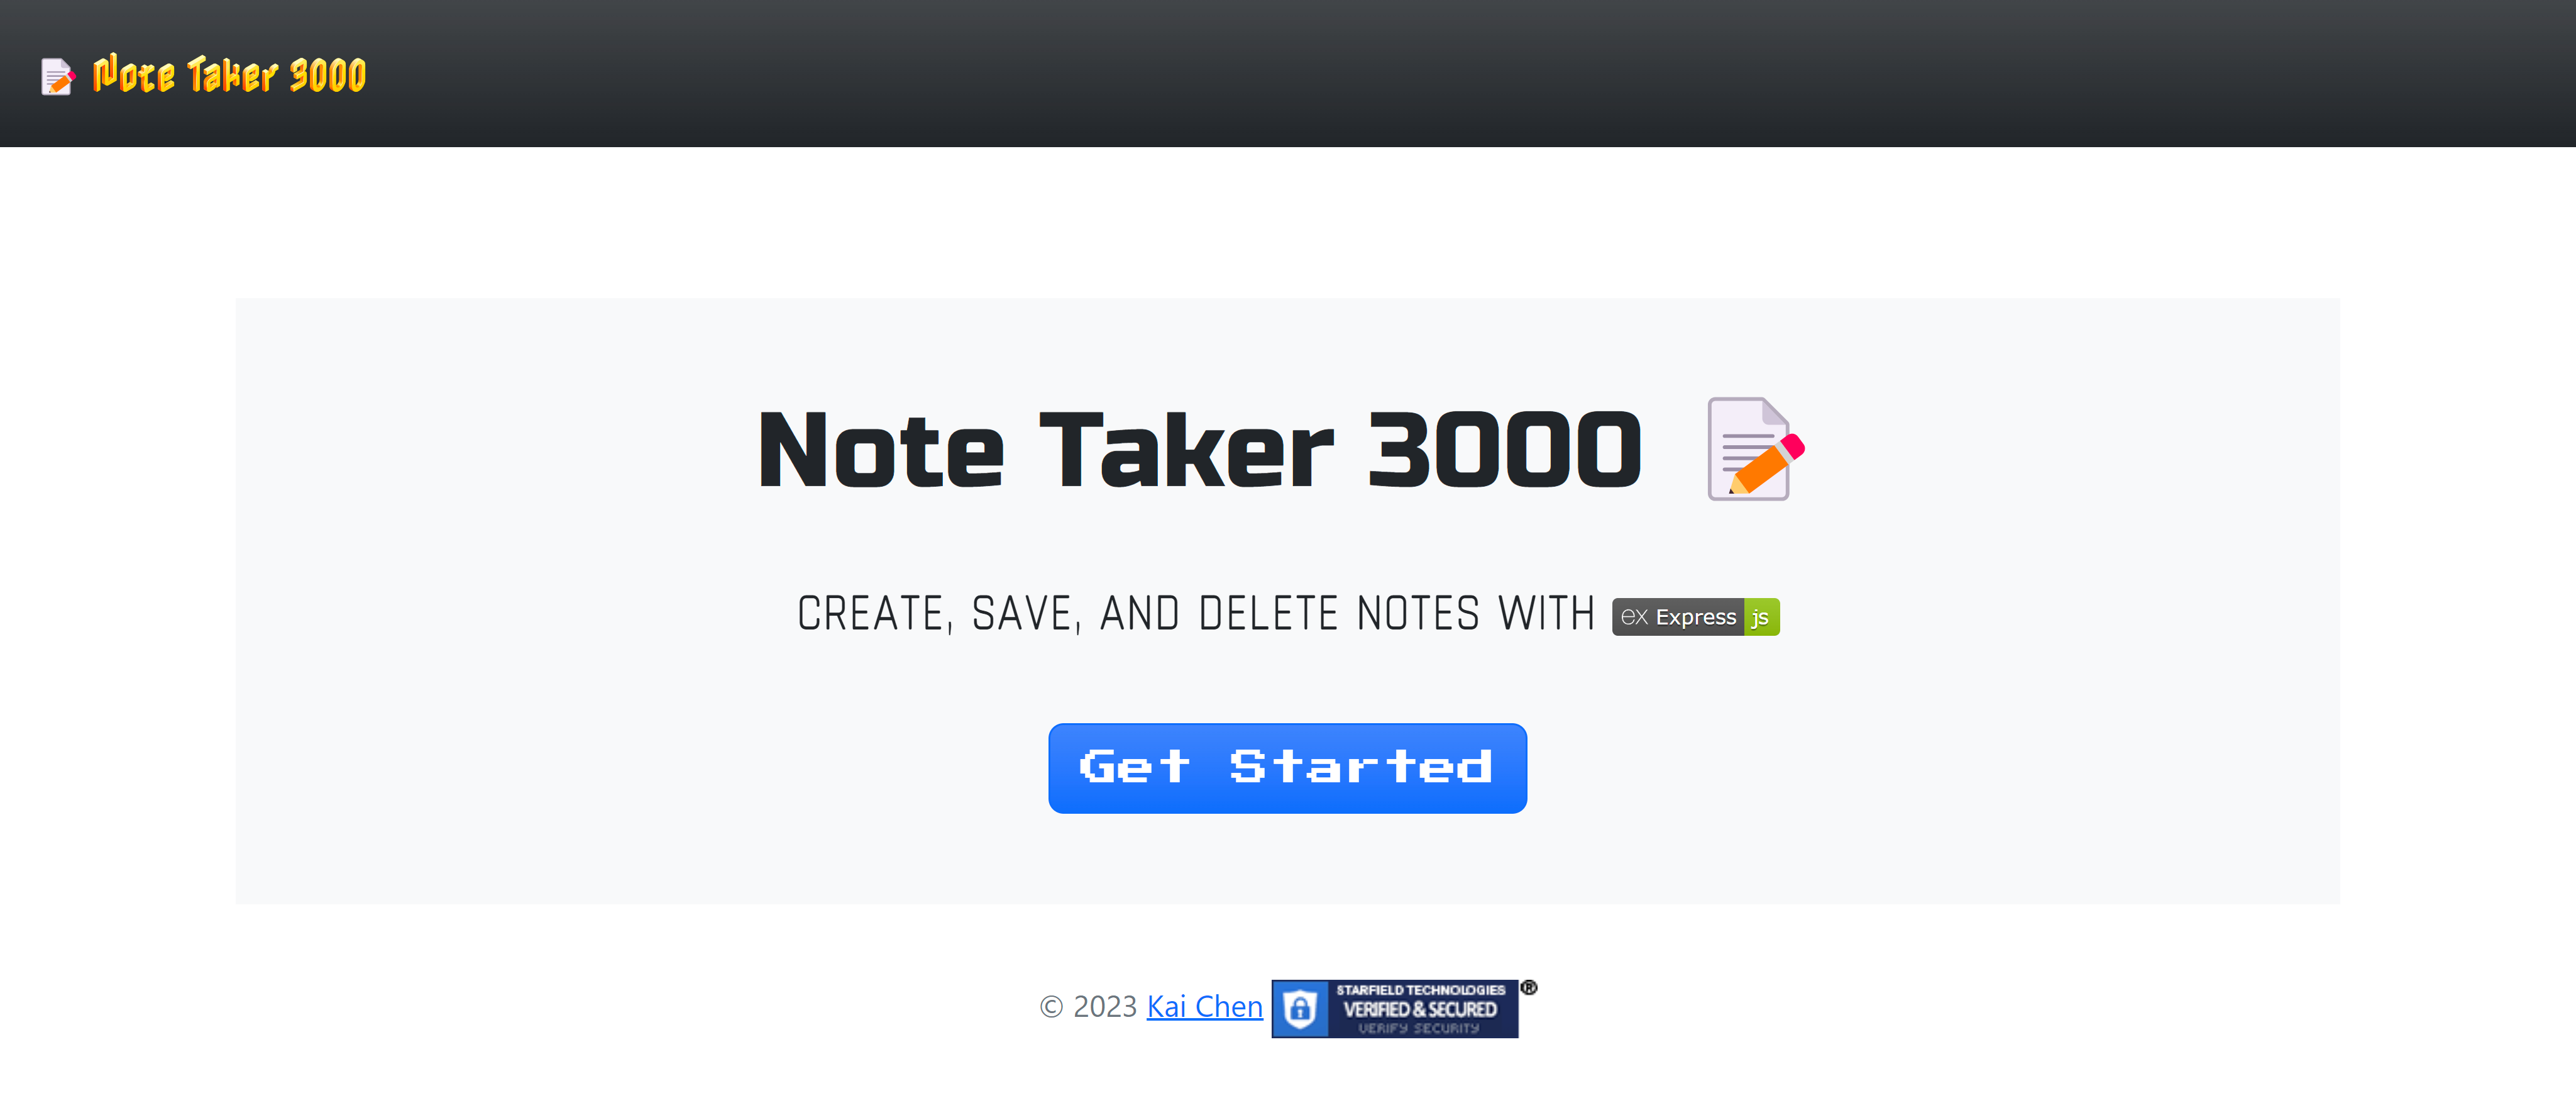 Note Taker 3000
Note Taker 3000
CREATE, SAVE, AND DELETE NOTES WITH ex Express js
Get Started
© 2023 Kai Chen
STARFIELD TECHNOLOGIES ®
VERIFIED & SECURED
VERIFY SECURITY